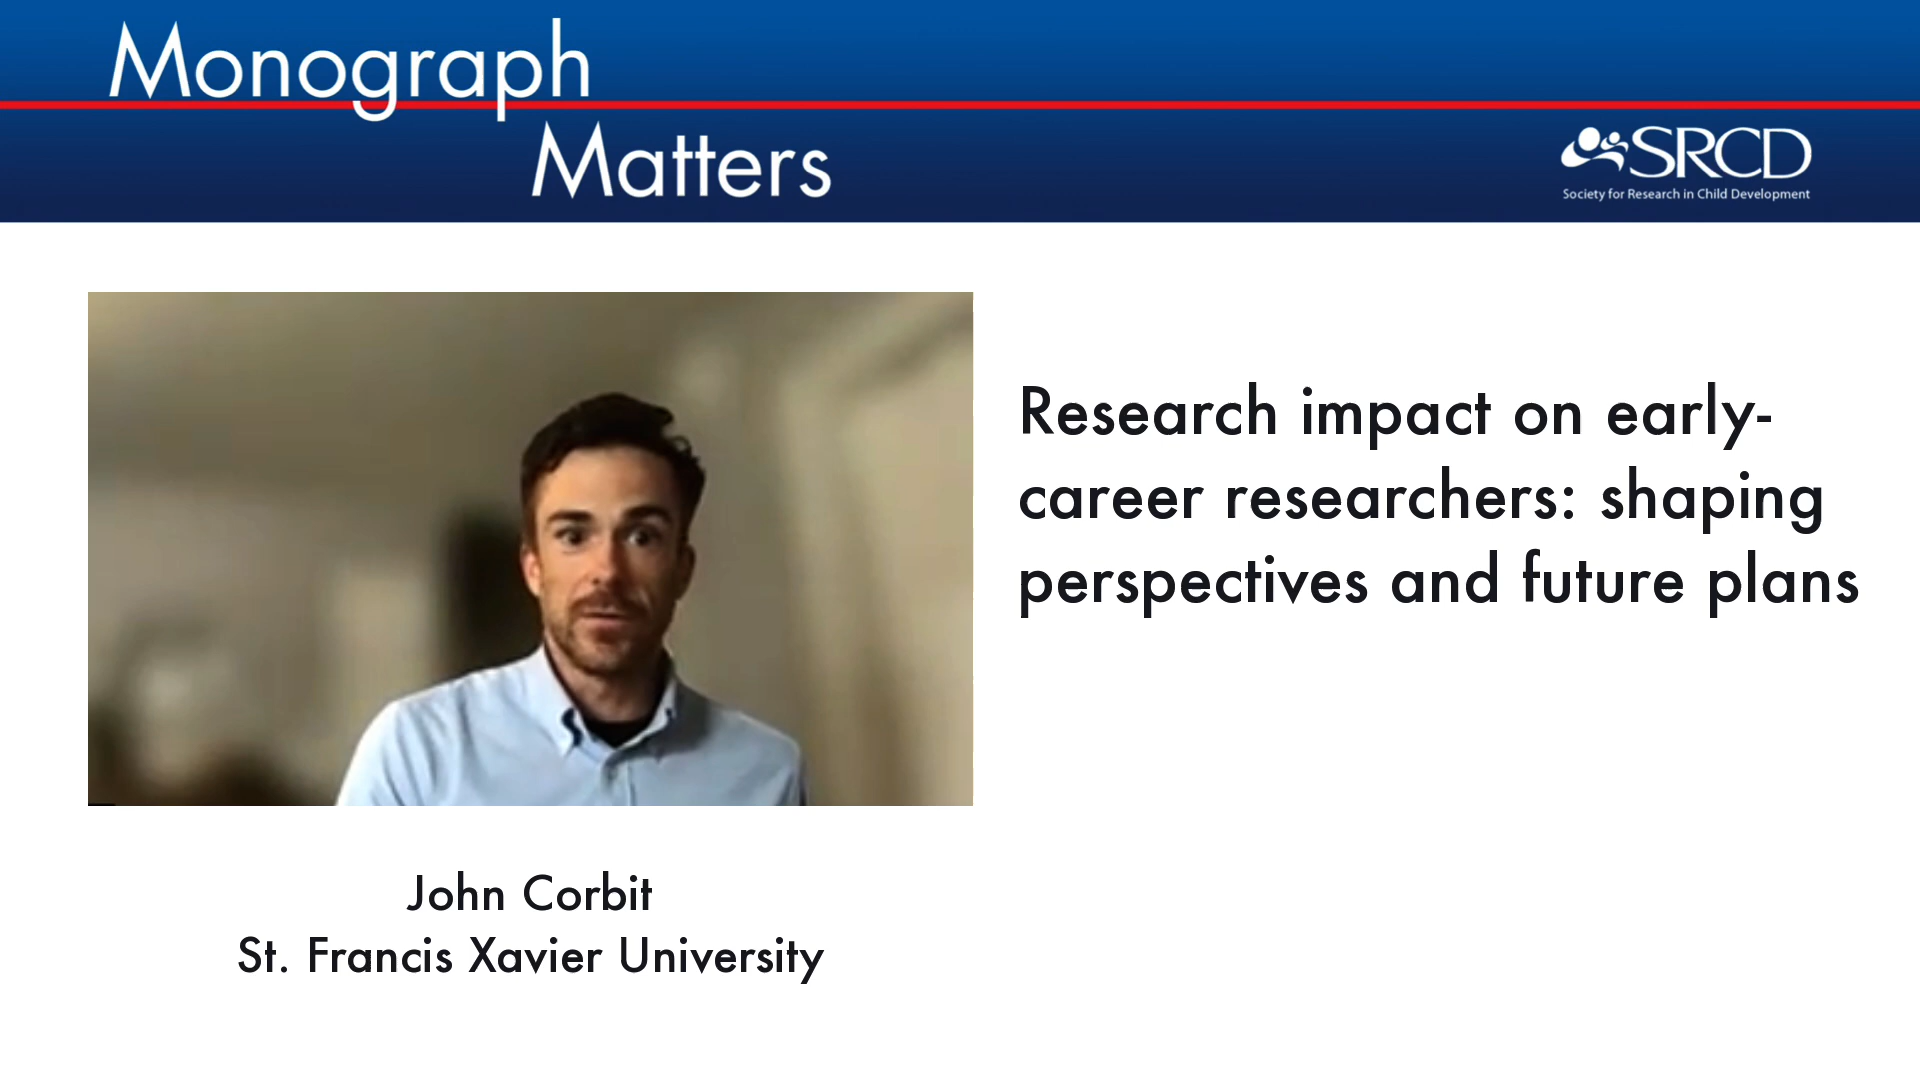 Monograph
Matters
SRCD
Society for Research in Child Development
Research impact on early-
career researchers: shaping
perspectives and future plans
John Corbit
St. Francis Xavier University